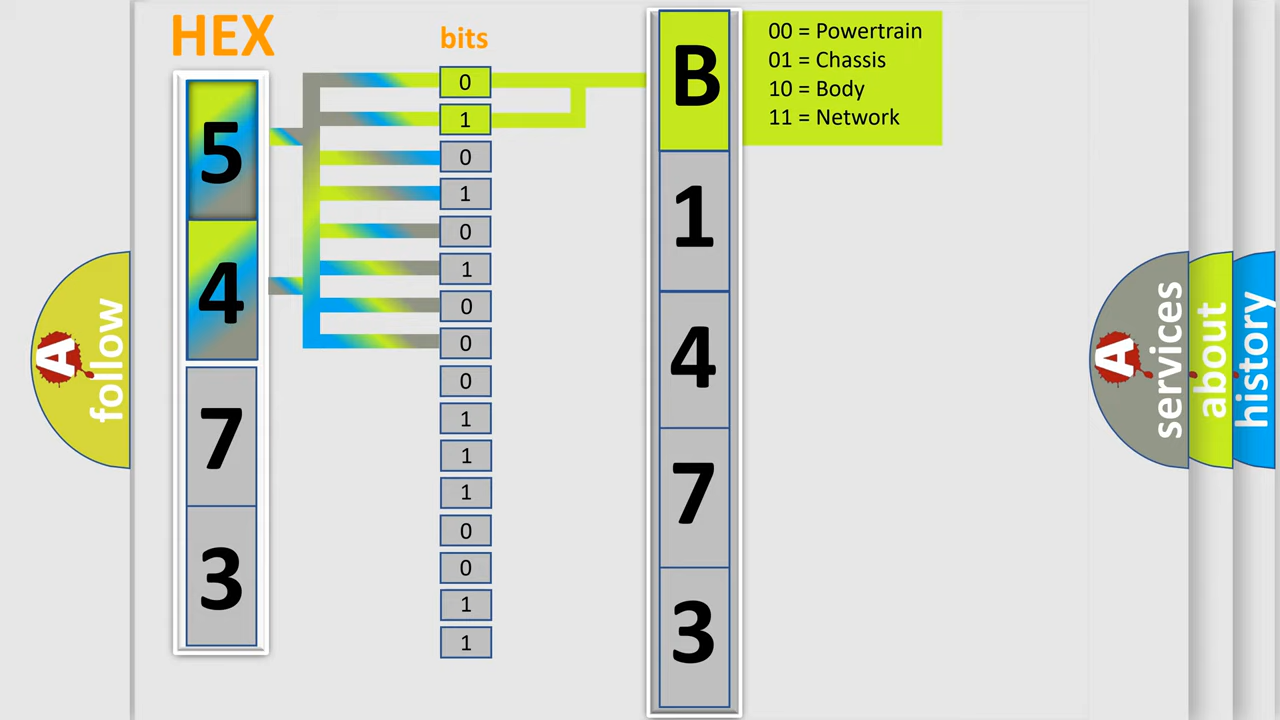 HEX
bits
5
4
7
3
0
1
0
1
0
1
0
0
0
1
1
1
0
0
1
1
B
1
4
7
3
00 = Powertrain
01 = Chassis
10 = Body
11 = Network
A
follow
A
services
about
history